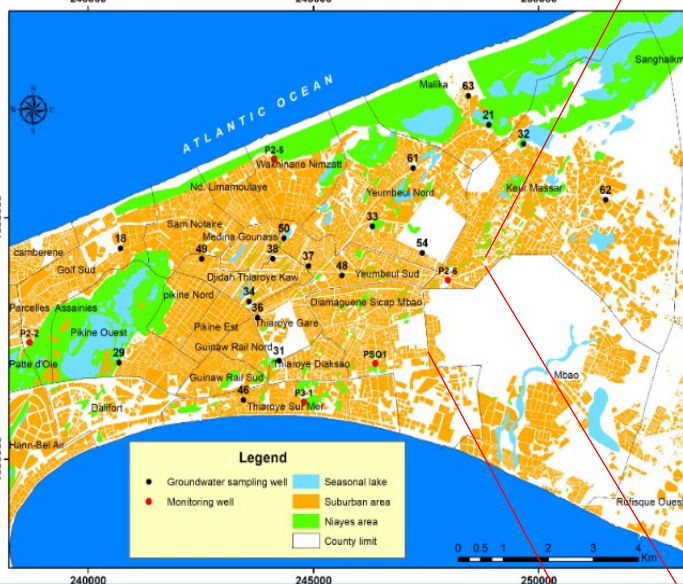 240000 245000 250000
Sanghalkm
Malika
63
N
W E
S
ATLANTIC OCEAN
21
32
P2-5
Wakhinane Nimzatt
61
Nd. Limamoulaye
Yeumbeul Nord
Keur Massar
62
Sam Notaire
33
50
Medina Gounass
18
49
38
37
54
camberene
Golf Sud
48
Yeumbeul Sud
P2-6
Djidah Thiaroye Kaw
pikine Nord
34
Diamaguene Sicap Mbao
Parcelles Assainies
36
Thiaroye Gare
Pikine Ouest
Pikine Est
P2-2
Guinaw Rail Nord
Patte d'Oie
29
31
Thiaroye Diaksao
PSQ1
Mbao
Guinaw Rail Sud
46
P3-1
Dalifort
Thiaroye Sur Mer
Hann-Bel Air
Legend
Groundwater sampling well
Monitoring well
Seasonal lake
Suburban area
Niayes area
County limit
Rufisque Ouest
0 0.5 1 2 3 4
Km
240000 245000 250000